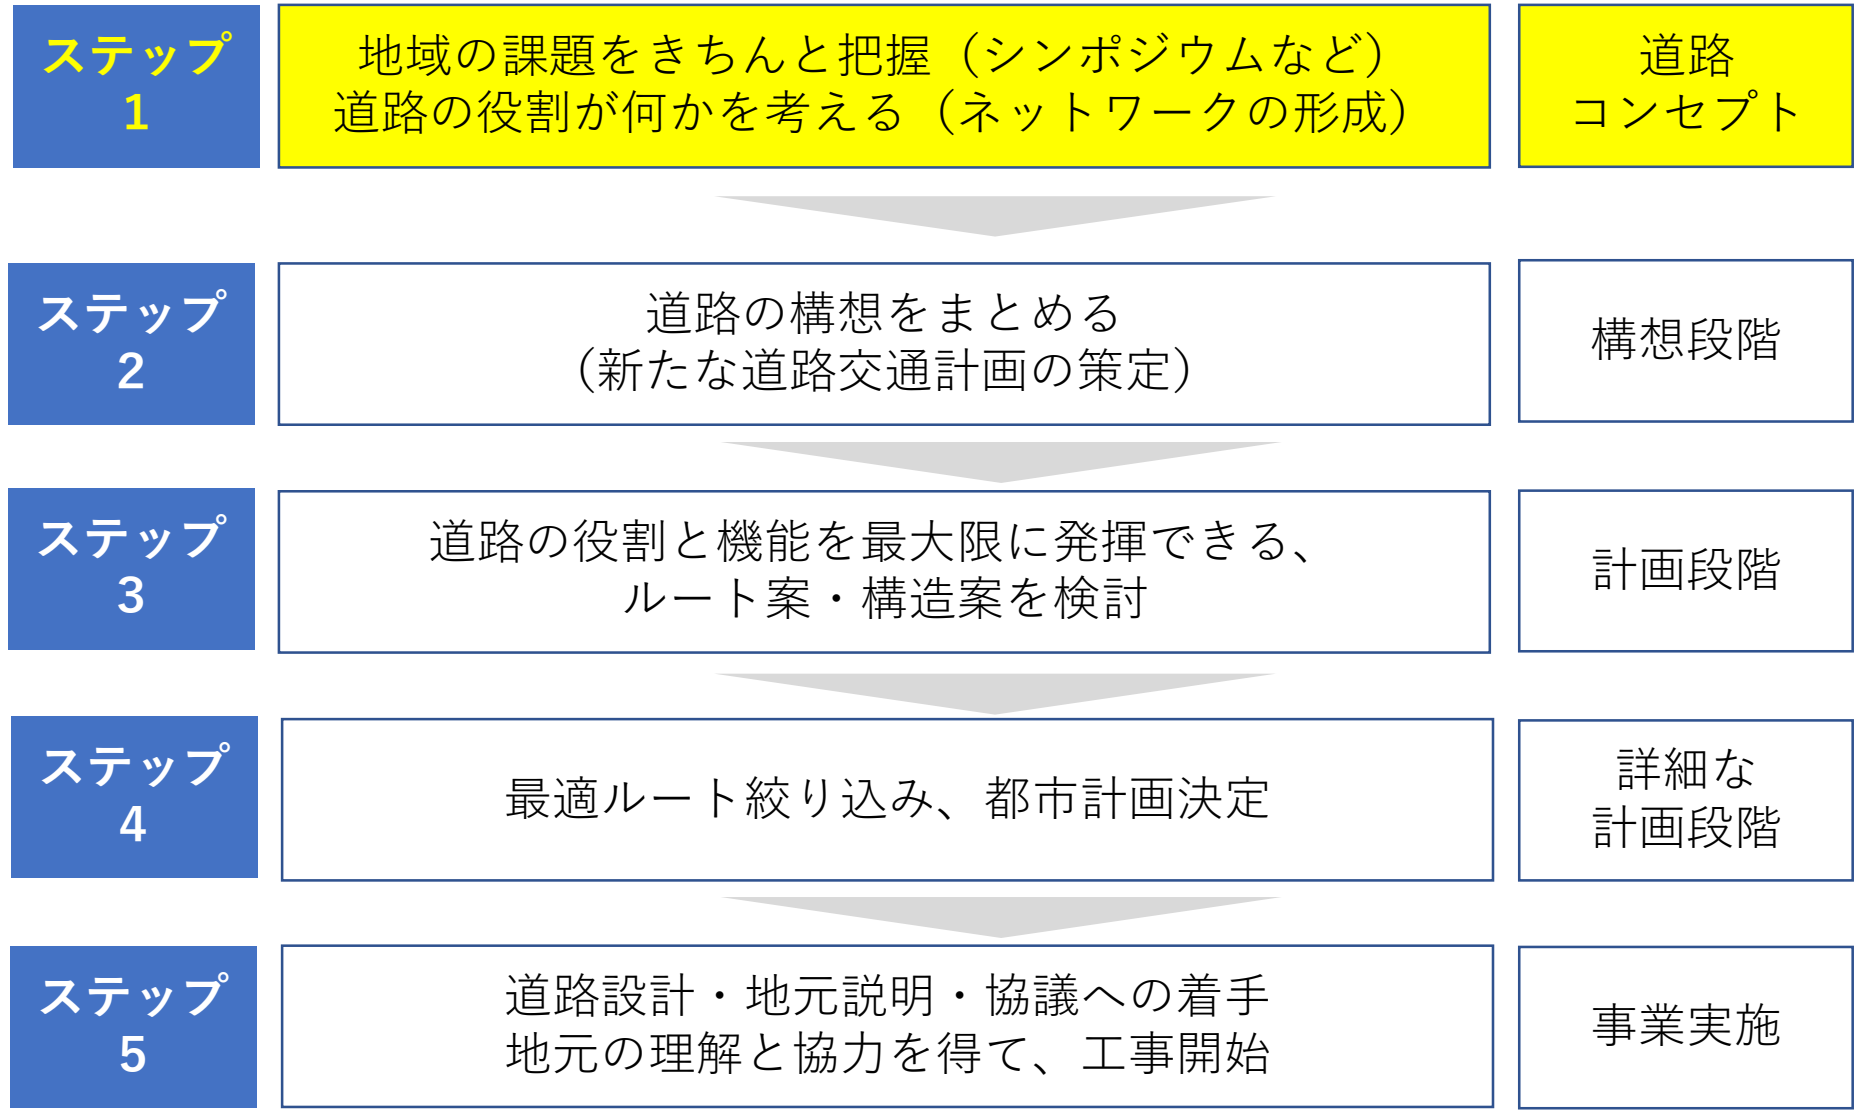 ステップ
1
地域の課題をきちんと把握（シンポジウムなど）
道路の役割が何かを考える（ネットワークの形成）
道路
コンセプト
ステップ
2
道路の構想をまとめる
（新たな道路交通計画の策定）
構想段階
ステップ
3
道路の役割と機能を最大限に発揮できる、
ルート案・構造案を検討
計画段階
ステップ
4
最適ルート絞り込み、都市計画決定
詳細な
計画段階
ステップ
5
道路設計・地元説明・協議への着手
地元の理解と協力を得て、工事開始
事業実施